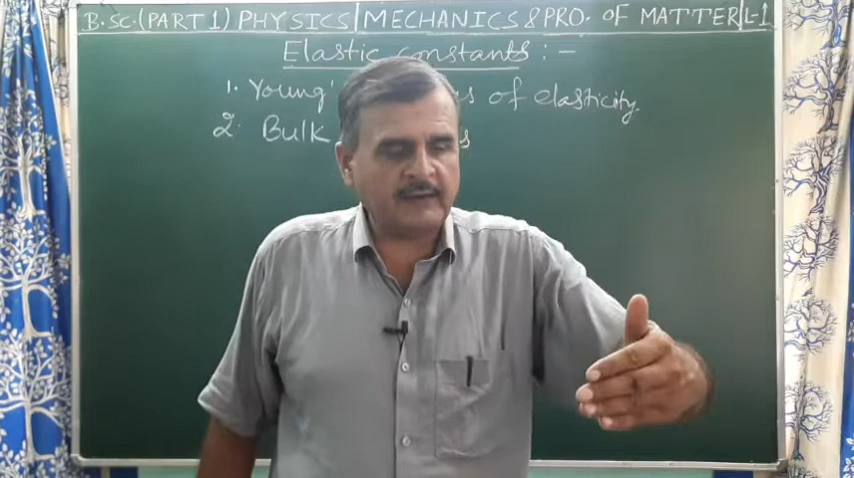 B.SC.(PART 1) PHYSICS|MECHANICS & PRO. OF MATTER|L-1
Elastic constants :-
1. Young' s of elasticity.
2. Bulk s